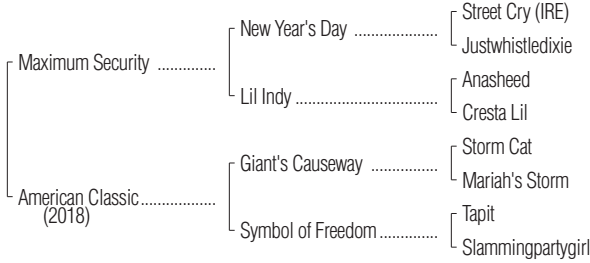 Street Cry (IRE)
New Year's Day ..................
Justwhistledixie
Maximum Security ..............
Anasheed
Lil Indy ...............................
Cresta Lil
Storm Cat
Giant's Causeway ..............
Mariah's Storm
American Classic ................
(2018)
Tapit
Symbol of Freedom .............
Slammingpartygirl